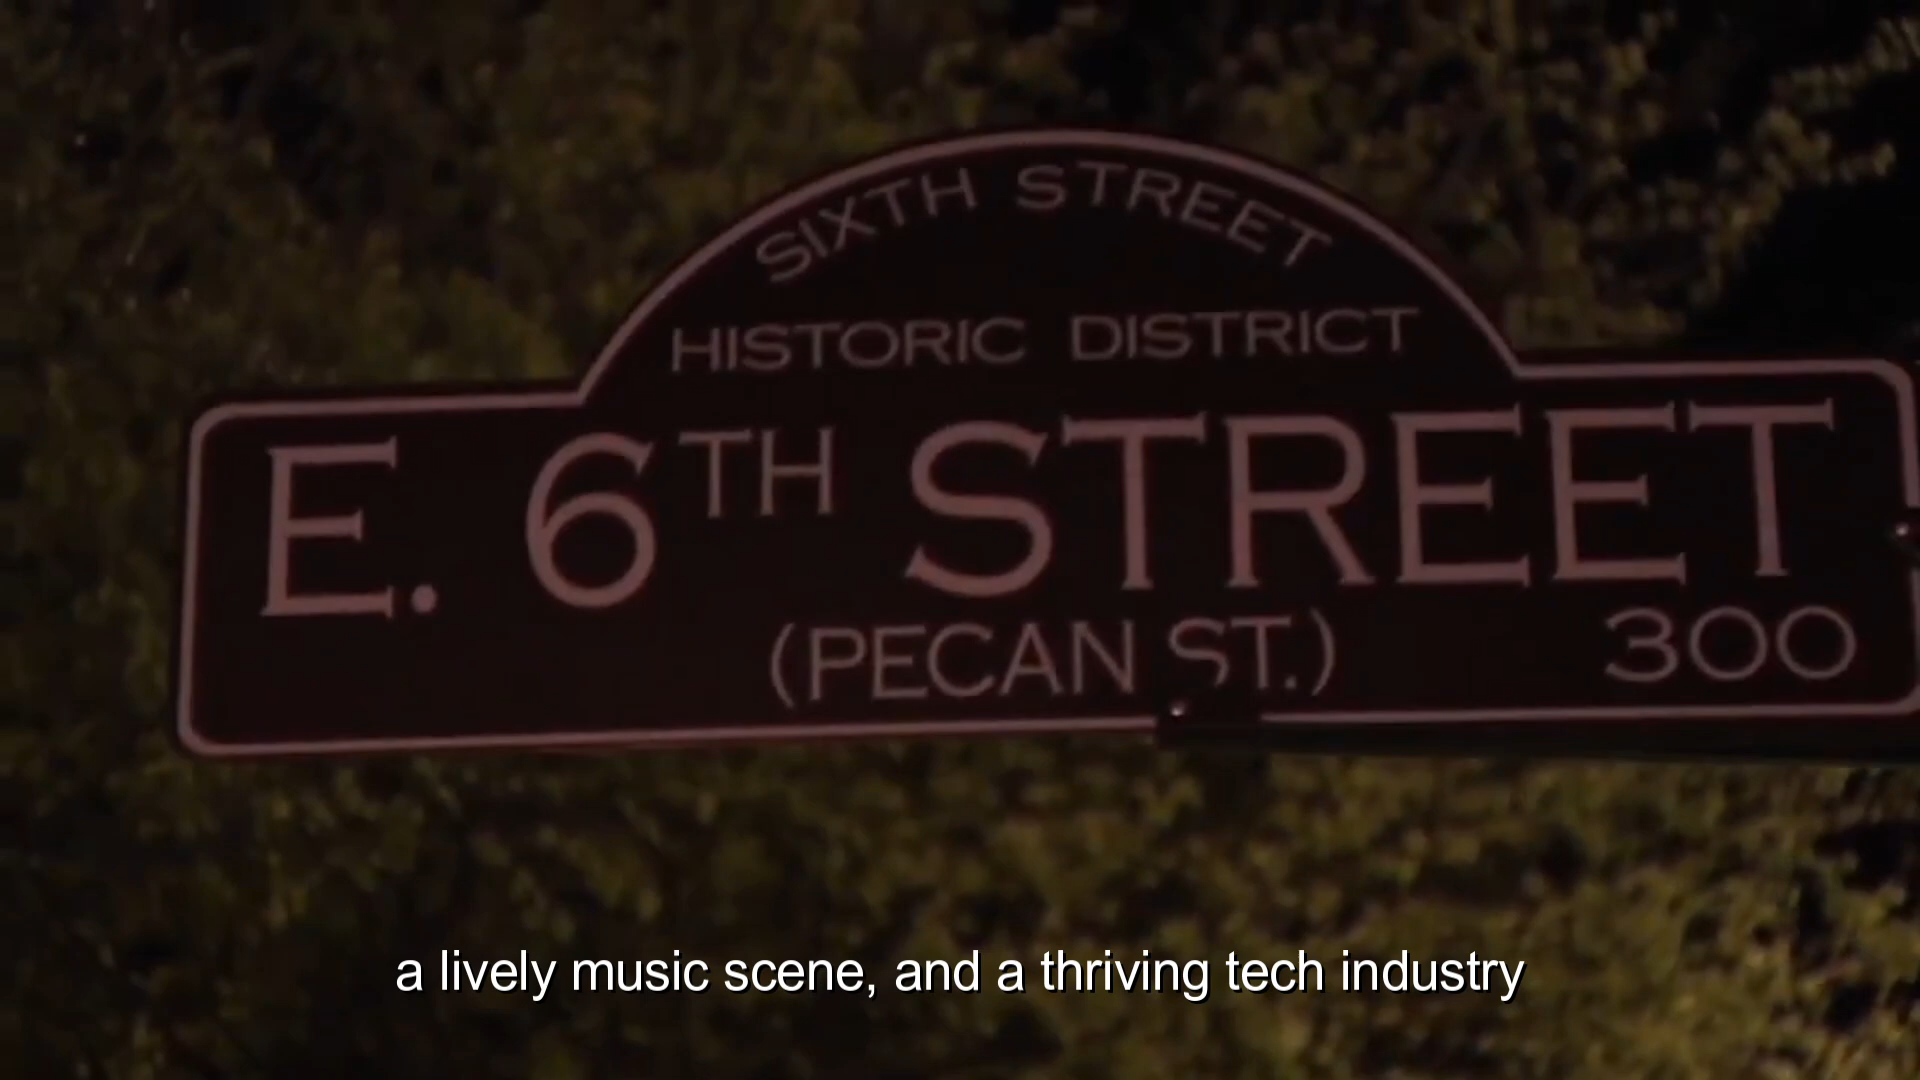 SIXTH STREET
HISTORIC DISTRICT
E. 6TH STREET
(PECAN ST.) 300
a lively music scene, and a thriving tech industry